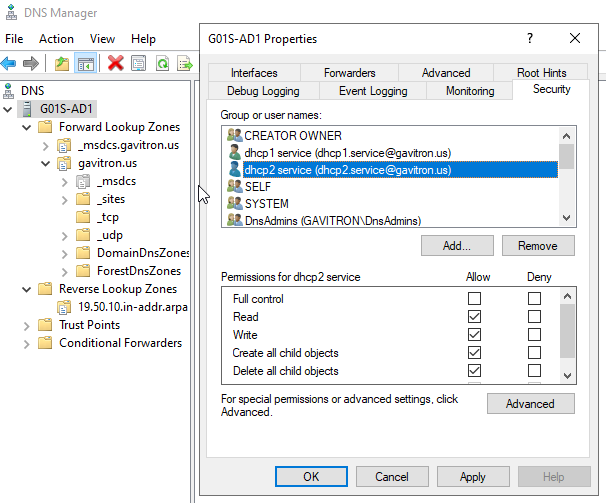 DNS Manager
File Action View Help
DNS
G01S-AD1
Forward Lookup Zones
_msdcs.gavitron.us
gavitron.us
_msdcs
_sites
_tcp
_udp
DomainDnsZones
ForestDnsZones
Reverse Lookup Zones
19.50.10.in-addr.arpa
Trust Points
Conditional Forwarders
G01S-AD1 Properties
?
Interfaces Forwarders Advanced Root Hints
Debug Logging Event Logging Monitoring Security
Group or user names:
CREATOR OWNER
dhcp1 service (dhcp1.service@gavitron.us)
dhcp2 service (dhcp2.service@gavitron.us)
SELF
SYSTEM
DnsAdmins (GAVITRON\DnsAdmins)
Add... Remove
Permissions for dhcp2 service Allow Deny
Full control
Read
Write
Create all child objects
Delete all child objects
For special permissions or advanced settings, click
Advanced.
Advanced
OK Cancel Apply Help